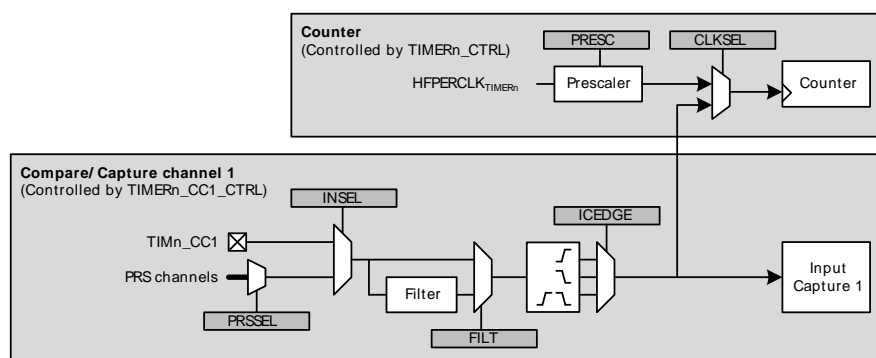 Counter
(Controlled by TIMERn_CTRL)
PRESC
CLKSEL
HFPERCLKTIMERn
Prescaler
Counter
Compare/ Capture channel 1
(Controlled by TIMERn_CC1_CTRL)
INSEL
ICEDGE
TIMn_CC1
PRS channels
Filter
Input
Capture 1
PRSSEL
FILT